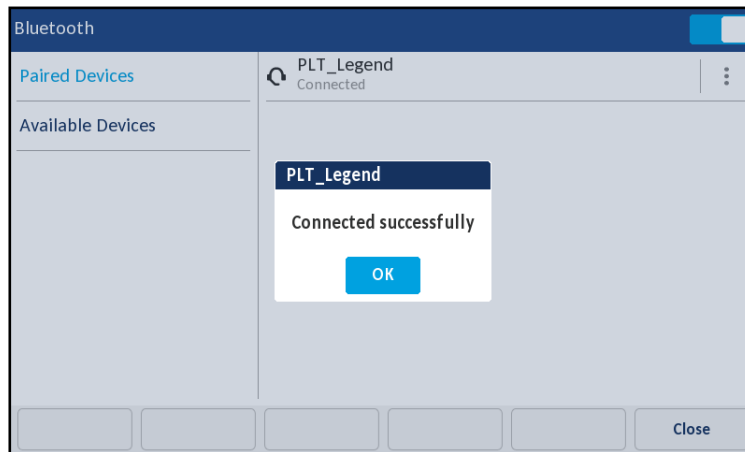 Bluetooth
Paired Devices
Available Devices
PLT_Legend
Connected
PLT_Legend
Connected successfully
OK
Close